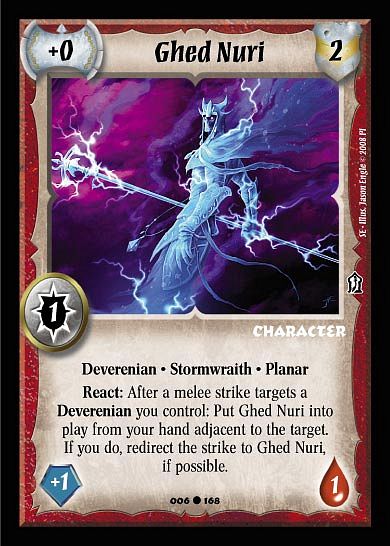 +0
Ghed Nuri
2
SE- Illus. Jason Engle © 2008 PI
1
CHARACTER
Deverenian • Stormwraith • Planar
React: After a melee strike targets a
Deverenian you control: Put Ghed Nuri into
play from your hand adjacent to the target.
If you do, redirect the strike to Ghed Nuri,
if possible.
+1
006 ● 168
1